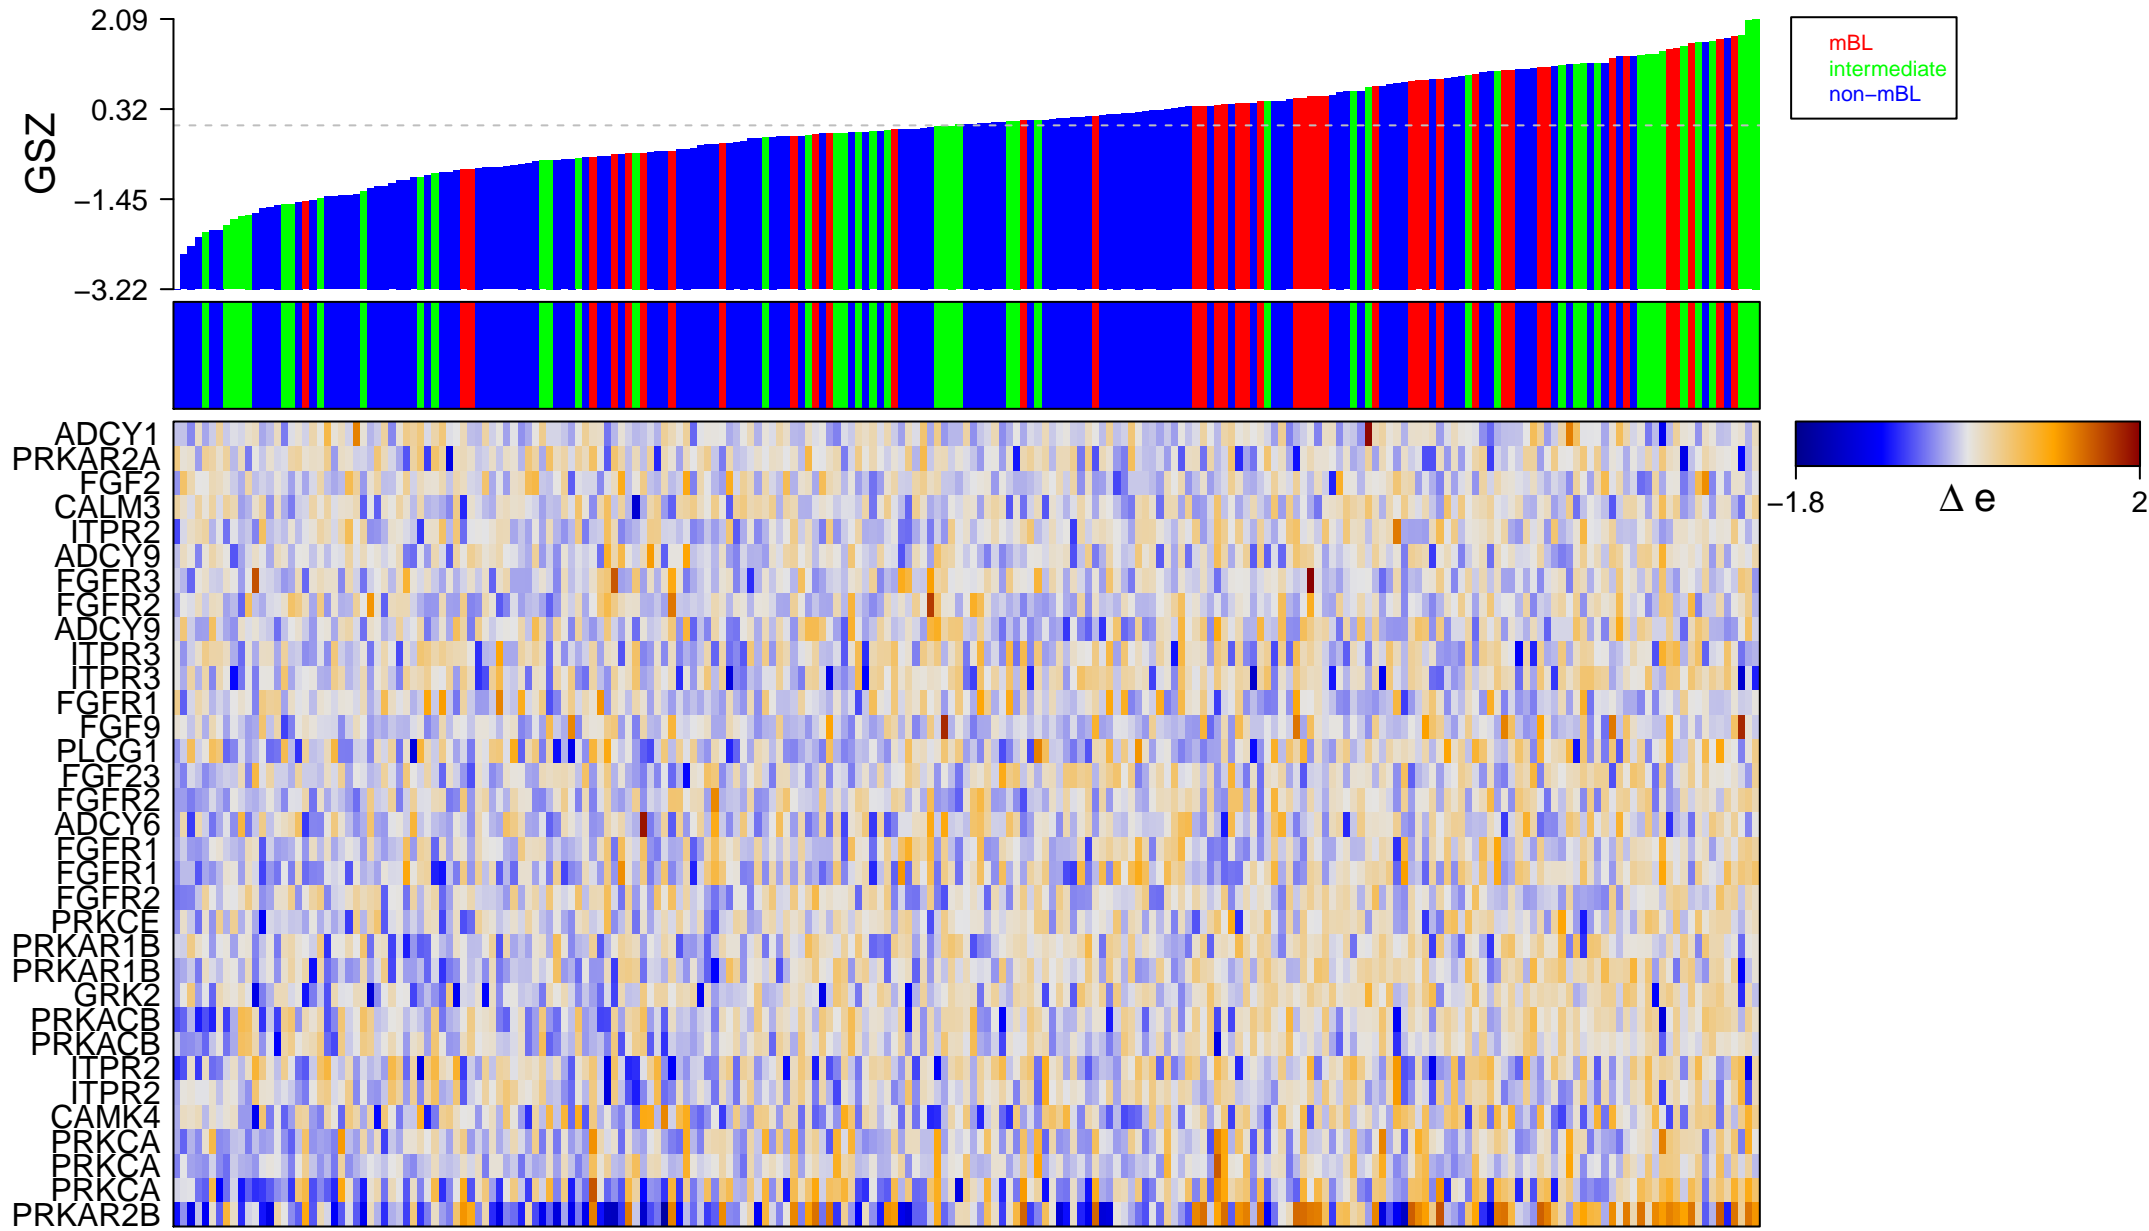 2.09
0.32
−1.45
−3.22
GSZ
mBL
intermediate
non−mBL
ADCY1
PRKAR2A
FGF2
CALM3
ITPR2
ADCY9
FGFR3
FGFR2
ADCY9
ITPR3
ITPR3
FGFR1
FGF9
PLCG1
FGF23
FGFR2
ADCY6
FGFR1
FGFR1
FGFR2
PRKCE
PRKAR1B
PRKAR1B
GRK2
PRKACB
PRKACB
ITPR2
ITPR2
CAMK4
PRKCA
PRKCA
PRKCA
PRKAR2B
−1.8
Δ e
2